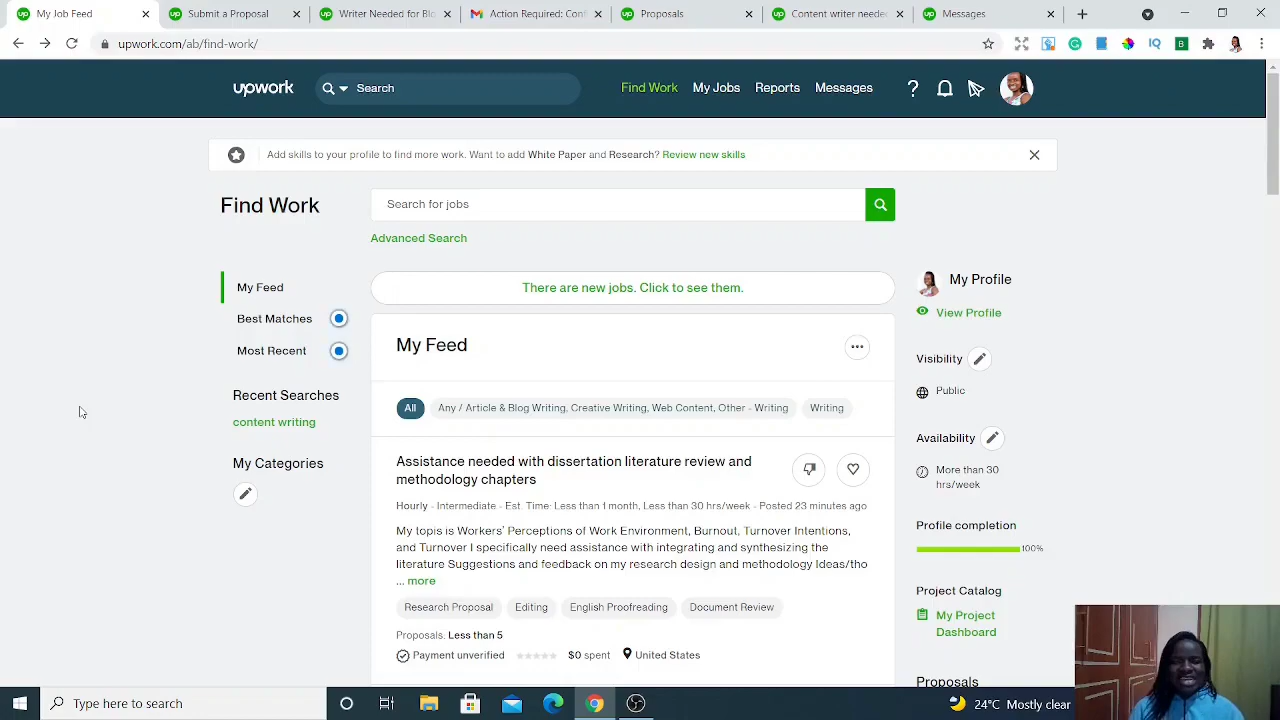 My Job Feed
Submit a Proposal
Writer Needed for Blo
Action Required: Conf
Proposals
Content writer neede
Messages
upwork.com/ab/find-work/
upwork
Search
Find Work
My Jobs
Reports
Messages
Add skills to your profile to find more work. Want to add White Paper and Research? Review new skills
Find Work
Search for jobs
Advanced Search
My Feed
Best Matches
Most Recent
Recent Searches
content writing
My Categories
There are new jobs. Click to see them.
My Feed
All
Any / Article & Blog Writing, Creative Writing, Web Content, Other - Writing
Writing
Assistance needed with dissertation literature review and
methodology chapters
Hourly - Intermediate - Est. Time: Less than 1 month, Less than 30 hrs/week - Posted 23 minutes ago
My topis is Workers' Perceptions of Work Environment, Burnout, Turnover Intentions,
and Turnover I specifically need assistance with integrating and synthesizing the
literature Suggestions and feedback on my research design and methodology Ideas/tho
... more
Research Proposal
Editing
English Proofreading
Document Review
Proposals: Less than 5
Payment unverified
$0 spent
United States
My Profile
View Profile
Visibility
Public
Availability
More than 30
hrs/week
Profile completion
100%
Project Catalog
My Project
Dashboard
Proposals
Type here to search
24°C Mostly clear